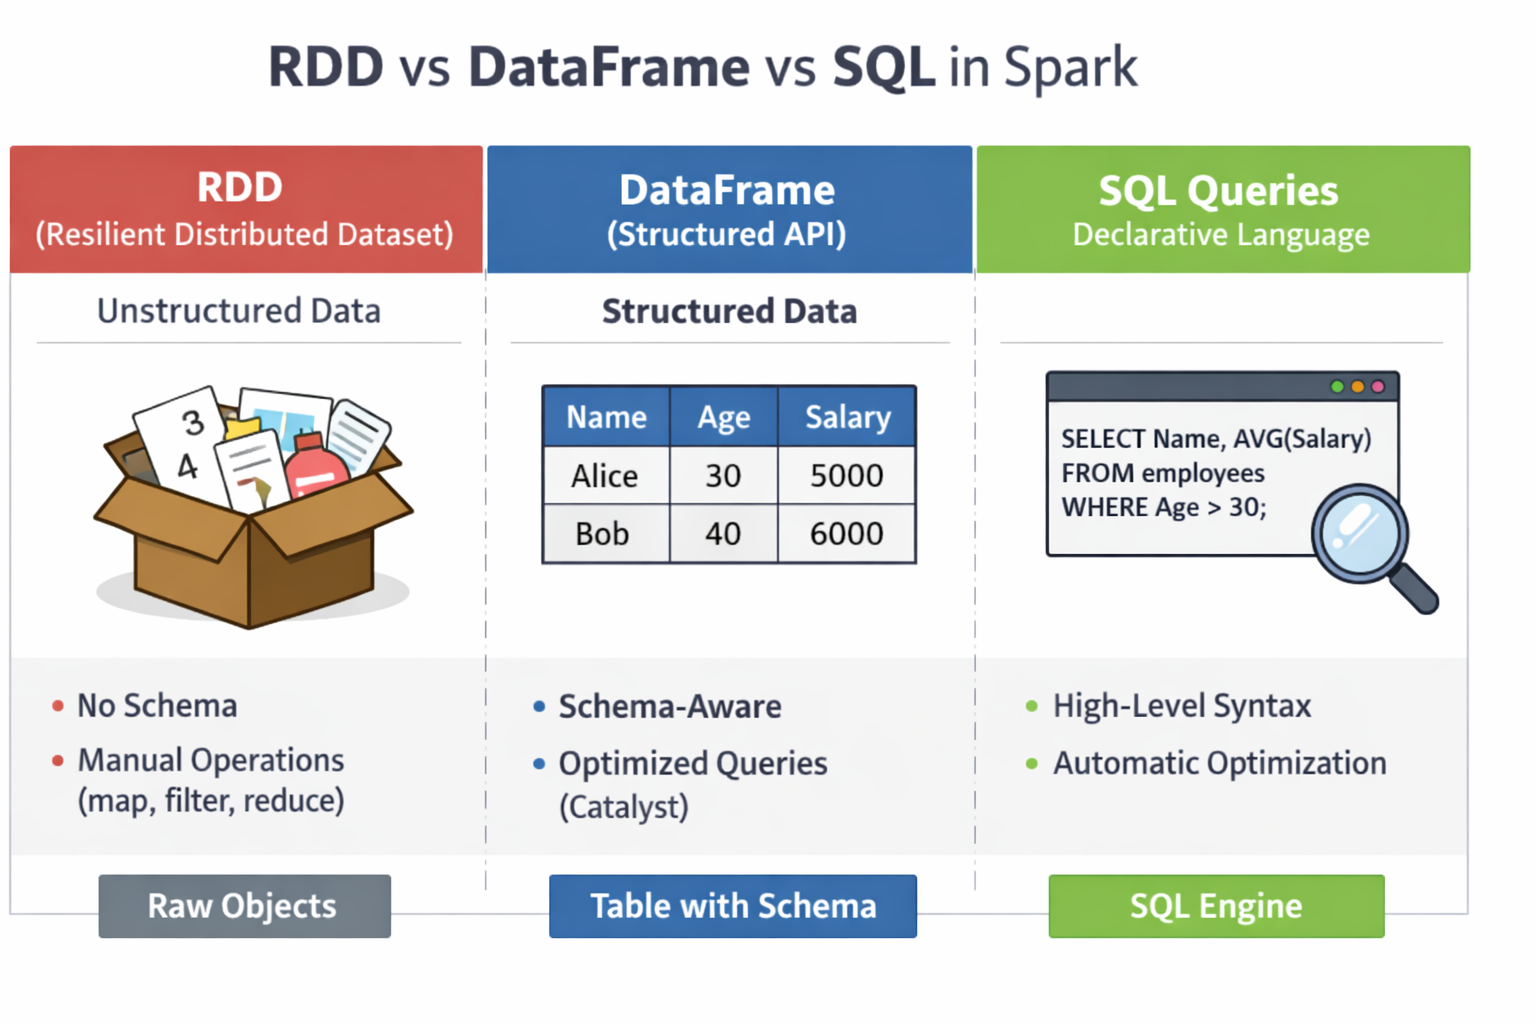 RDD vs DataFrame vs SQL in Spark
RDD
(Resilient Distributed Dataset)
Unstructured Data
3
4
No Schema
Manual Operations
(map, filter, reduce)
Raw Objects
DataFrame
(Structured API)
Structured Data
Name Age Salary
Alice 30 5000
Bob 40 6000
Schema-Aware
Optimized Queries
(Catalyst)
Table with Schema
SQL Queries
Declarative Language
SELECT Name, AVG(Salary)
FROM employees
WHERE Age > 30;
High-Level Syntax
Automatic Optimization
SQL Engine